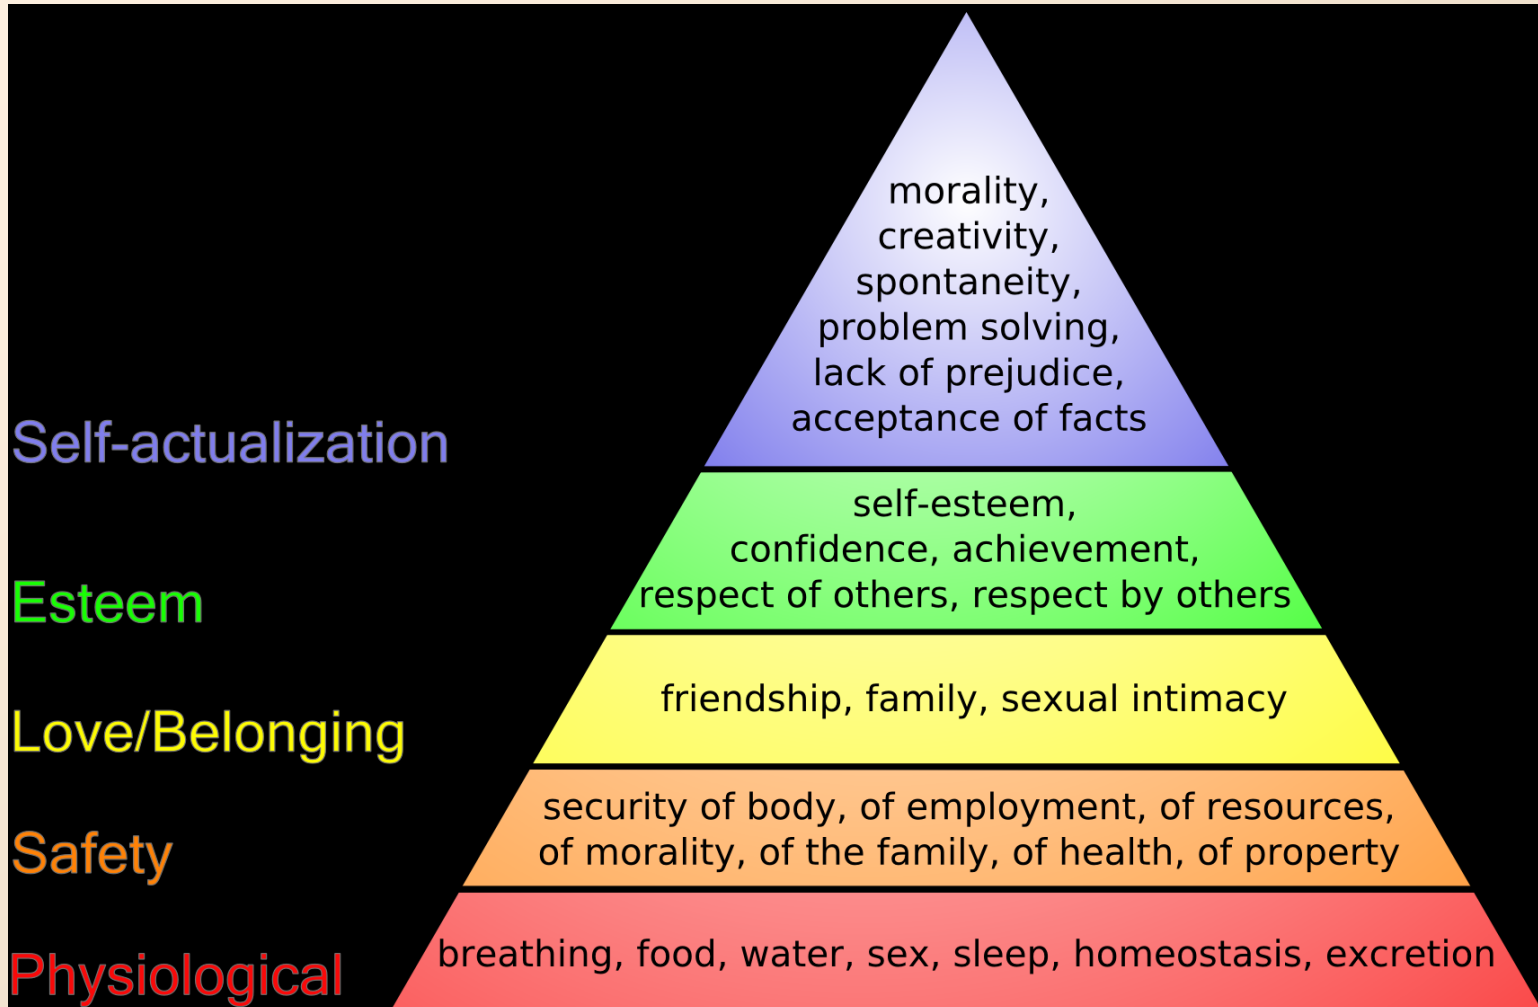 morality,
creativity,
spontaneity,
problem solving,
lack of prejudice,
acceptance of facts
Self-actualization
self-esteem,
confidence, achievement,
respect of others, respect by others
Esteem
friendship, family, sexual intimacy
Love/Belonging
security of body, of employment, of resources,
of morality, of the family, of health, of property
Safety
breathing, food, water, sex, sleep, homeostasis, excretion
Physiological